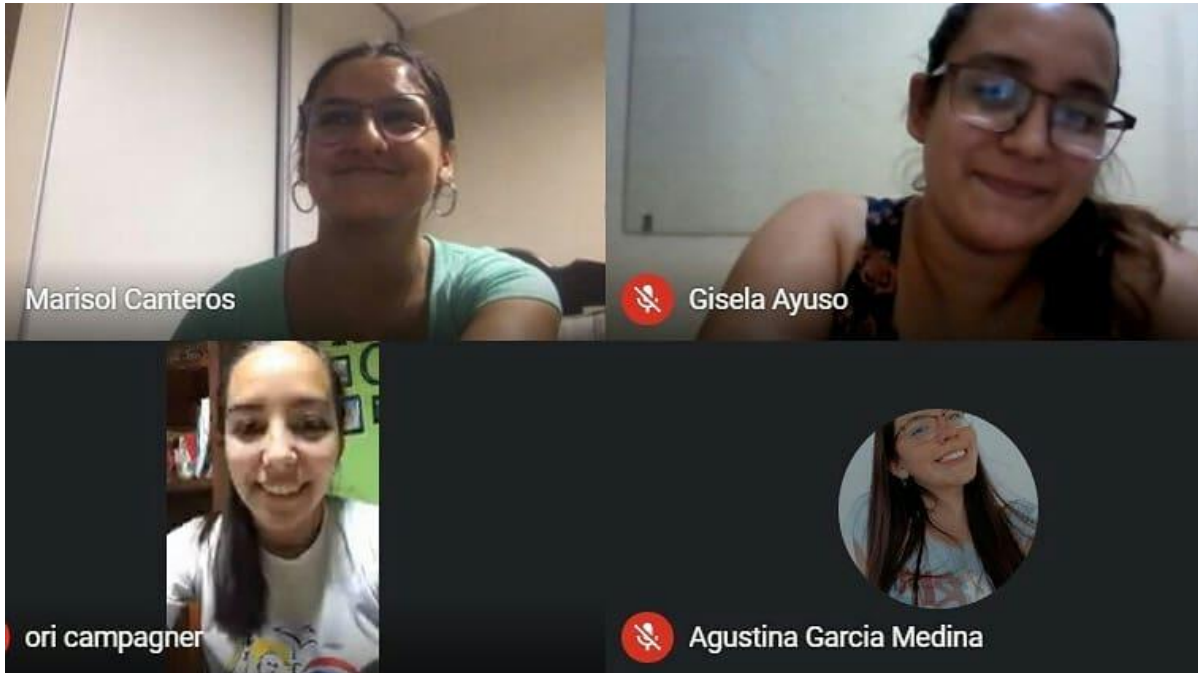 Marisol Canteros
Gisela Ayuso
ori campagner
Agustina Garcia Medina